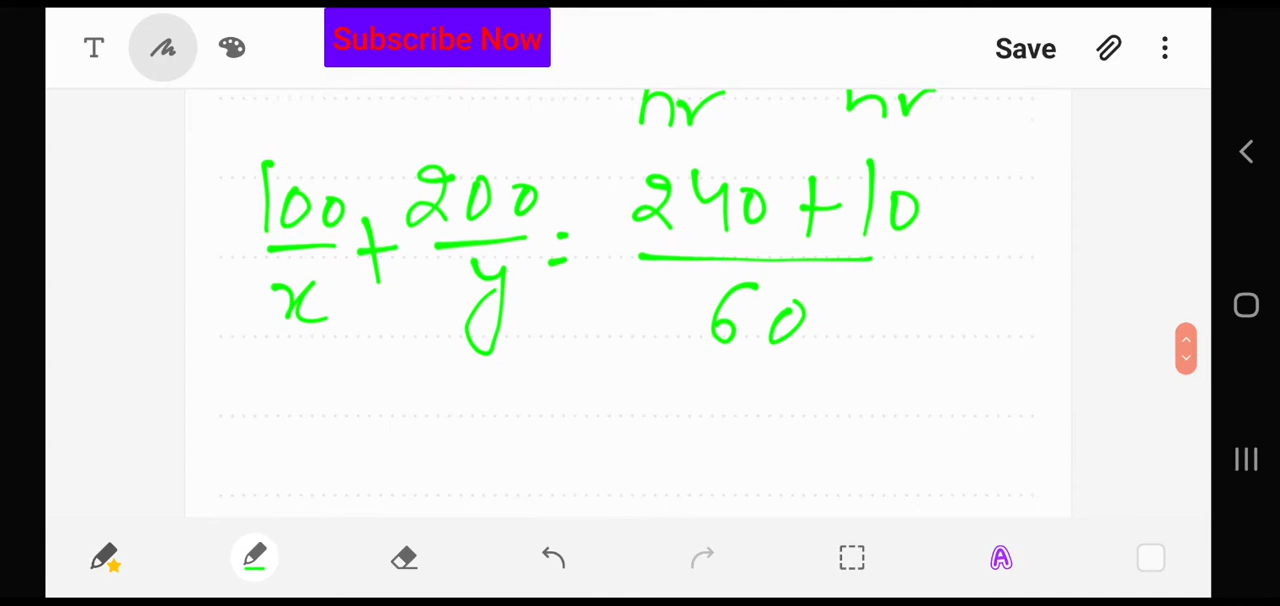 T
Subscribe Now
Save
hr hr
100/x + 200/y = 240+10/60
A